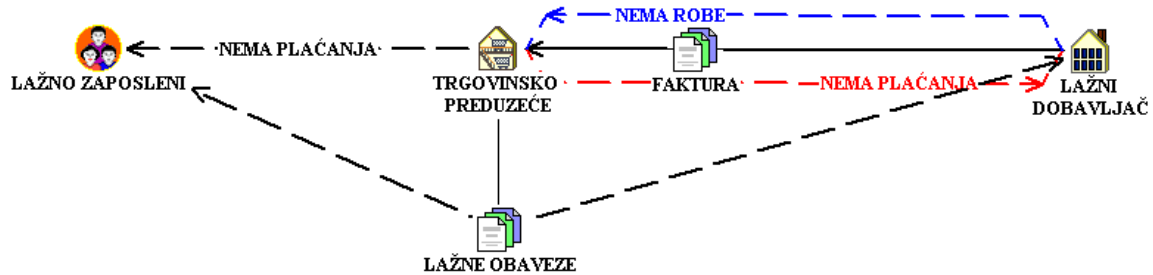 NEMA ROBE
NEMA PLAĆANJA
LAŽNO ZAPOSLENI
TRGOVINSKO
PREDUZEĆE
FAKTURA
NEMA PLAĆANJA
LAŽNI
DOBAVLJAČ
LAŽNE OBAVEZE